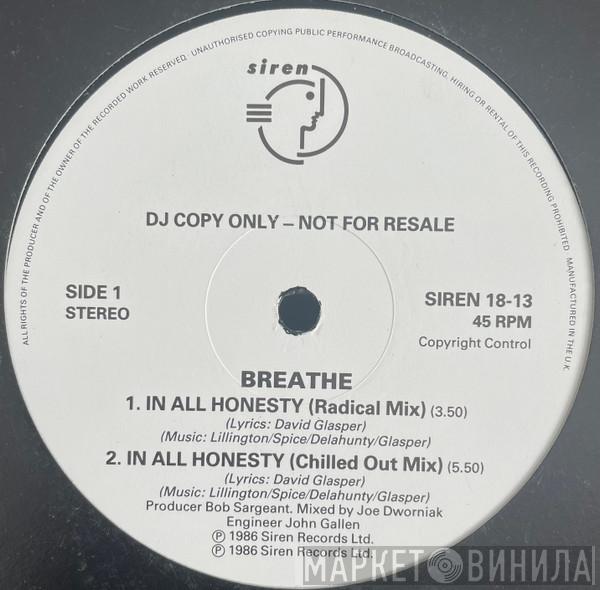 ALL RIGHTS OF THE PRODUCER AND OF THE OWNER OF THE RECORDED WORK RESERVED. UNAUTHORISED COPYING PUBLIC PERFORMANCE BROADCASTING, HIRING OR RENTAL OF THIS RECORDING PROHIBITED · MANUFACTURED IN THE U.K.
siren
DJ COPY ONLY – NOT FOR RESALE
SIDE 1
STEREO
SIREN 18-13
45 RPM
Copyright Control
BREATHE
1. IN ALL HONESTY (Radical Mix) (3.50)
(Lyrics: David Glasper)
(Music: Lillington/Spice/Delahunty/Glasper)
2. IN ALL HONESTY (Chilled Out Mix) (5.50)
(Lyrics: David Glasper)
(Music: Lillington/Spice/Delahunty/Glasper)
Producer Bob Sargeant. Mixed by Joe Dworniak
Engineer John Gallen
℗ 1986 Siren Records Ltd.
℗ 1986 Siren Records Ltd.
МАРКЕТ ВИНИЛА